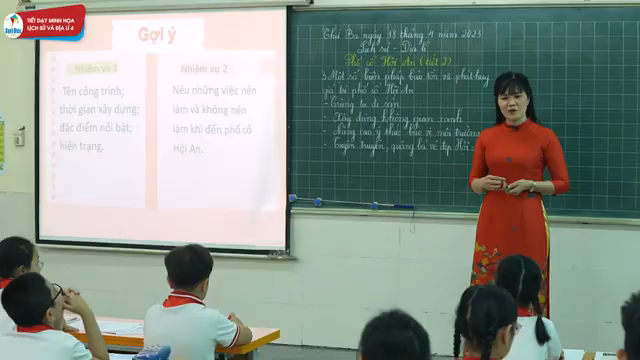 TIẾT DẠY MINH HỌA
LỊCH SỬ VÀ ĐỊA LÍ 4
Gợi ý
Nhiệm vụ 1
Tên công trình;
thời gian xây dựng;
đặc điểm nổi bật;
hiện trạng.
Nhiệm vụ 2
Nêu những việc nên
làm và không nên
làm khi đến phố cổ
Hội An.
Thứ Ba ngày 18 tháng 4 năm 2023
Lịch sử - Địa lí
Phố cổ Hội An (tiết 2)
3. Một số biện pháp bảo tồn và phát huy
giá trị phố cổ Hội An
- Trùng tu di sản
- Xây dựng không gian xanh
- Nâng cao ý thức bảo vệ môi trường
- Tuyên truyền, quảng bá vẻ đẹp Hội